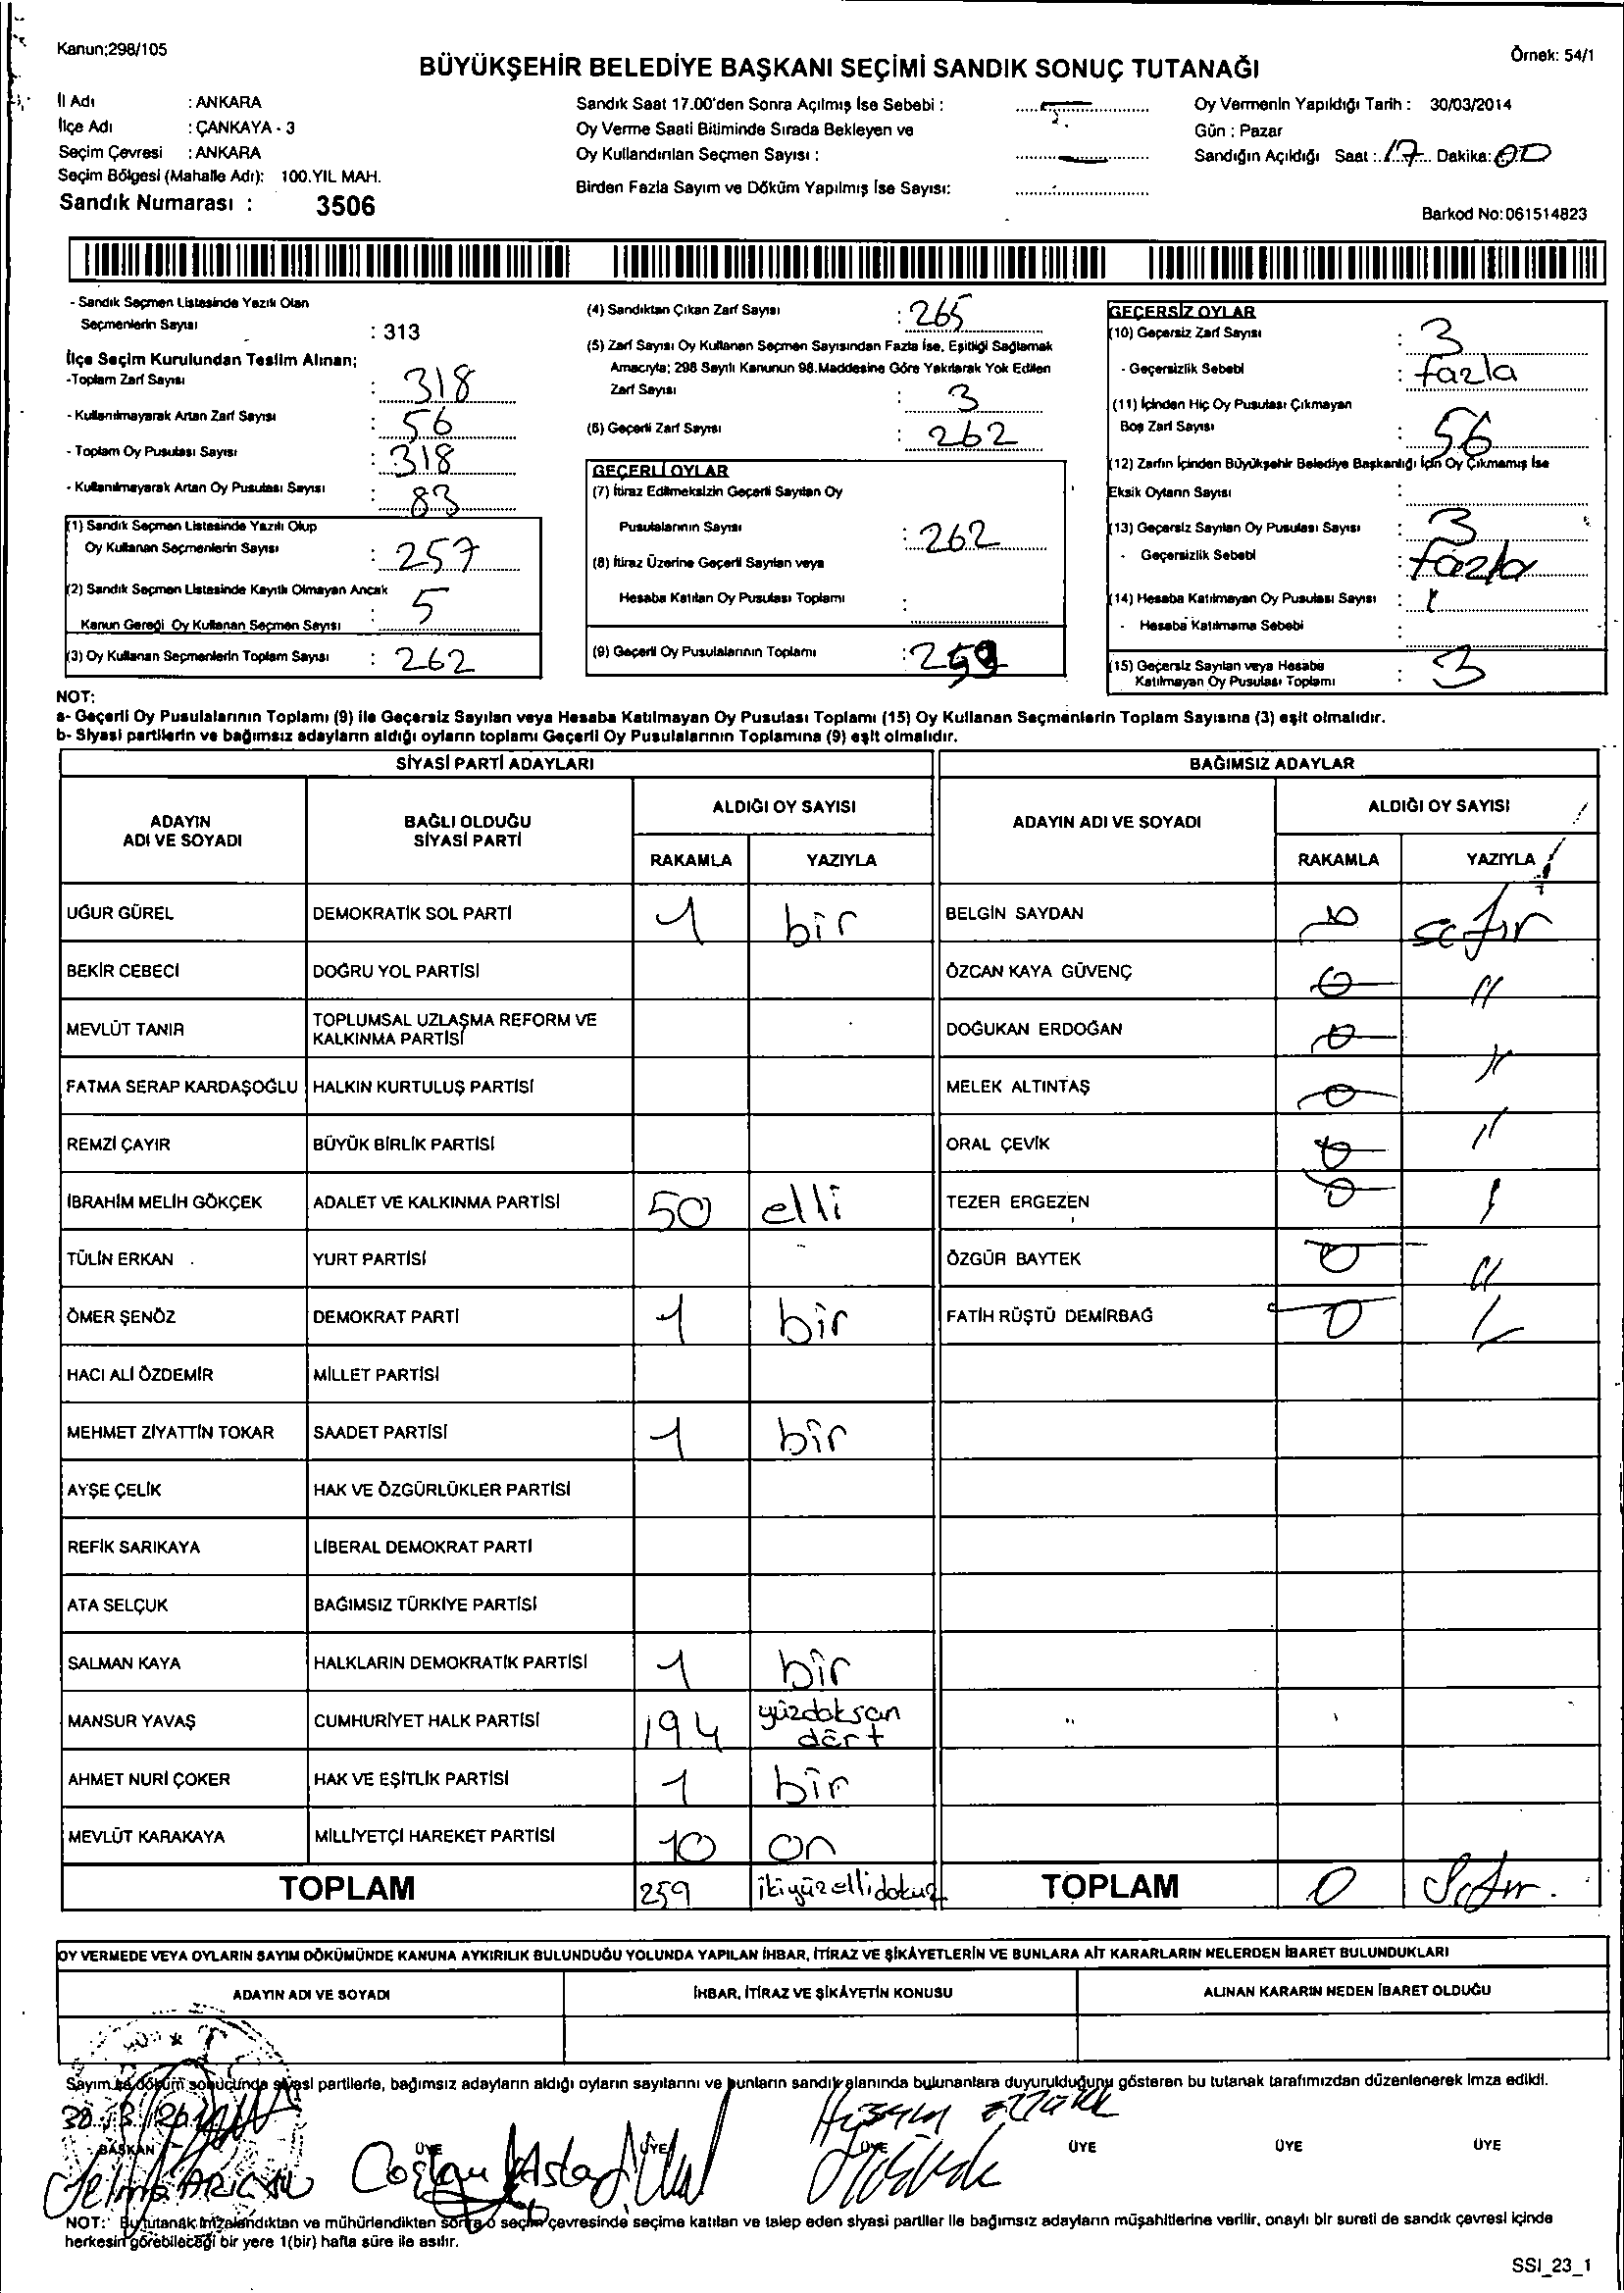 Kanun;298/105
Örnek: 54/1
BÜYÜKŞEHİR BELEDİYE BAŞKANI SEÇİMİ SANDIK SONUÇ TUTANAĞI
İl Adı : ANKARA
İlçe Adı : ÇANKAYA - 3
Seçim Çevresi : ANKARA
Seçim Bölgesi (Mahalle Adı): 100.YIL MAH.
Sandık Numarası : 3506
Sandık Saat 17.00'den Sonra Açılmış İse Sebebi :
Oy Verme Saati Bitiminde Sırada Bekleyen ve
Oy Kullandırılan Seçmen Sayısı :
Birden Fazla Sayım ve Döküm Yapılmış İse Sayısı:
Oy Vermenin Yapıldığı Tarih : 30/03/2014
Gün : Pazar
Sandığın Açıldığı Saat : 17 Dakika: 00
Barkod No:061514823
- Sandık Seçmen Listesinde Yazılı Olan
Seçmenlerin Sayısı : 313
İlçe Seçim Kurulundan Teslim Alınan;
-Toplam Zarf Sayısı : 318
- Kullanılmayarak Artan Zarf Sayısı : 56
- Toplam Oy Pusulası Sayısı : 318
- Kullanılmayarak Artan Oy Pusulası Sayısı : 83
(1) Sandık Seçmen Listesinde Yazılı Olup
Oy Kullanan Seçmenlerin Sayısı : 257
(2) Sandık Seçmen Listesinde Kayıtlı Olmayan Ancak
Kanun Gereği Oy Kullanan Seçmen Sayısı : 5
(3) Oy Kullanan Seçmenlerin Toplam Sayısı : 262
(4) Sandıktan Çıkan Zarf Sayısı : 265
(5) Zarf Sayısı Oy Kullanan Seçmen Sayısından Fazla İse, Eşitliği Sağlamak
Amacıyla; 298 Sayılı Kanunun 98.Maddesine Göre Yakılarak Yok Edilen
Zarf Sayısı : 3
(6) Geçerli Zarf Sayısı : 262
GEÇERLİ OYLAR
(7) İtiraz Edilmeksizin Geçerli Sayılan Oy
Pusulalarının Sayısı : 262
(8) İtiraz Üzerine Geçerli Sayılan veya
Hesaba Katılan Oy Pusulası Toplamı :
(9) Geçerli Oy Pusulalarının Toplamı : 259
GEÇERSİZ OYLAR
(10) Geçersiz Zarf Sayısı : 3
- Geçersizlik Sebebi : fazla
(11) İçinden Hiç Oy Pusulası Çıkmayan
Boş Zarf Sayısı : 56
(12) Zarfın İçinden Büyükşehir Belediye Başkanlığı İçin Oy Çıkmamış İse
Eksik Oyların Sayısı :
(13) Geçersiz Sayılan Oy Pusulası Sayısı : 3
- Geçersizlik Sebebi : fazla
(14) Hesaba Katılmayan Oy Pusulası Sayısı :
- Hesaba Katılmama Sebebi :
(15) Geçersiz Sayılan veya Hesaba
Katılmayan Oy Pusulası Toplamı : 3
NOT:
a- Geçerli Oy Pusulalarının Toplamı (9) ile Geçersiz Sayılan veya Hesaba Katılmayan Oy Pusulası Toplamı (15) Oy Kullanan Seçmenlerin Toplam Sayısına (3) eşit olmalıdır.
b- Siyasi partilerin ve bağımsız adayların aldığı oyların toplamı Geçerli Oy Pusulalarının Toplamına (9) eşit olmalıdır.
SİYASİ PARTİ ADAYLARI BAĞIMSIZ ADAYLAR
ADAYIN ADI VE SOYADI BAĞLI OLDUĞU SİYASİ PARTİ ALDIĞI OY SAYISI ADAYIN ADI VE SOYADI ALDIĞI OY SAYISI
RAKAMLA YAZIYLA RAKAMLA YAZIYLA
UĞUR GÜREL DEMOKRATİK SOL PARTİ 1 bir BELGİN SAYDAN 0 sıfır
BEKİR CEBECİ DOĞRU YOL PARTİSİ ÖZCAN KAYA GÜVENÇ 0 "
MEVLÜT TANIR TOPLUMSAL UZLAŞMA REFORM VE KALKINMA PARTİSİ DOĞUKAN ERDOĞAN 0 "
FATMA SERAP KARDAŞOĞLU HALKIN KURTULUŞ PARTİSİ MELEK ALTINTAŞ 0 "
REMZİ ÇAYIR BÜYÜK BİRLİK PARTİSİ ORAL ÇEVİK 0
İBRAHİM MELİH GÖKÇEK ADALET VE KALKINMA PARTİSİ 50 elli TEZER ERGEZEN 0
TÜLİN ERKAN YURT PARTİSİ ÖZGÜR BAYTEK 0 "
ÖMER ŞENÖZ DEMOKRAT PARTİ 1 bir FATİH RÜŞTÜ DEMİRBAĞ 0
HACI ALİ ÖZDEMİR MİLLET PARTİSİ
MEHMET ZİYATTİN TOKAR SAADET PARTİSİ 1 bir
AYŞE ÇELİK HAK VE ÖZGÜRLÜKLER PARTİSİ
REFİK SARIKAYA LİBERAL DEMOKRAT PARTİ
ATA SELÇUK BAĞIMSIZ TÜRKİYE PARTİSİ
SALMAN KAYA HALKLARIN DEMOKRATİK PARTİSİ 1 bir
MANSUR YAVAŞ CUMHURİYET HALK PARTİSİ 194 yüzdoksan dört
AHMET NURİ ÇOKER HAK VE EŞİTLİK PARTİSİ 1 bir
MEVLÜT KARAKAYA MİLLİYETÇİ HAREKET PARTİSİ 10 on
TOPLAM 259 ikiyüzellidokuz TOPLAM 0 Sıfır.
OY VERMEDE VEYA OYLARIN SAYIM DÖKÜMÜNDE KANUNA AYKIRILIK BULUNDUĞU YOLUNDA YAPILAN İHBAR, İTİRAZ VE ŞİKÂYETLERİN VE BUNLARA AİT KARARLARIN NELERDEN İBARET BULUNDUKLARI
ADAYIN ADI VE SOYADI İHBAR, İTİRAZ VE ŞİKÂYETİN KONUSU ALINAN KARARIN NEDEN İBARET OLDUĞU
Sayım ve döküm sonucunda siyasi partilerle, bağımsız adayların aldığı oyların sayılarını ve bunların sandık alanında bulunanlara duyurulduğunu gösteren bu tutanak tarafımızdan düzenlenerek imza edildi.
BAŞKAN ÜYE ÜYE ÜYE ÜYE ÜYE ÜYE
NOT: Bu tutanak imzalandıktan ve mühürlendikten sonra o seçim çevresinde seçime katılan ve talep eden siyasi partiler ile bağımsız adayların müşahitlerine verilir, onaylı bir sureti de sandık çevresi içinde
herkesin görebileceği bir yere 1(bir) hafta süre ile asılır.
SSI_23_1